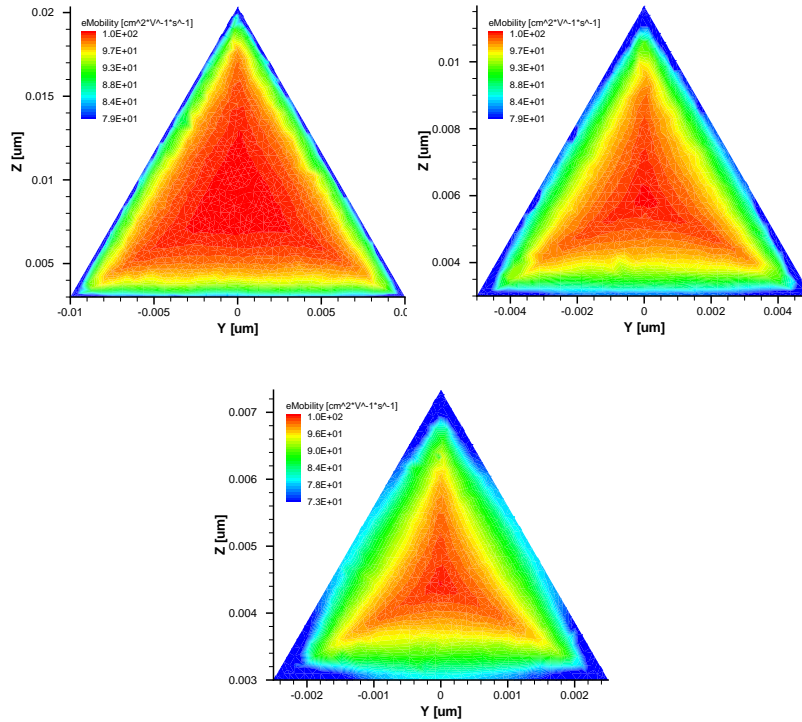 eMobility [cm^2*V^-1*s^-1]
1.0E+02
9.7E+01
9.3E+01
8.8E+01
8.4E+01
7.9E+01
0.02
0.015
0.01
0.005
Z [um]
-0.01
-0.005
0
0.005
0.0
Y [um]
eMobility [cm^2*V^-1*s^-1]
1.0E+02
9.7E+01
9.3E+01
8.8E+01
8.4E+01
7.9E+01
0.011
0.008
0.006
0.004
Z [um]
-0.004
-0.002
0
0.002
0.004
Y [um]
eMobility [cm^2*V^-1*s^-1]
1.0E+02
9.6E+01
9.0E+01
8.4E+01
7.8E+01
7.3E+01
0.007
0.006
0.005
0.004
0.003
Z [um]
-0.002
-0.001
0
0.001
0.002
Y [um]